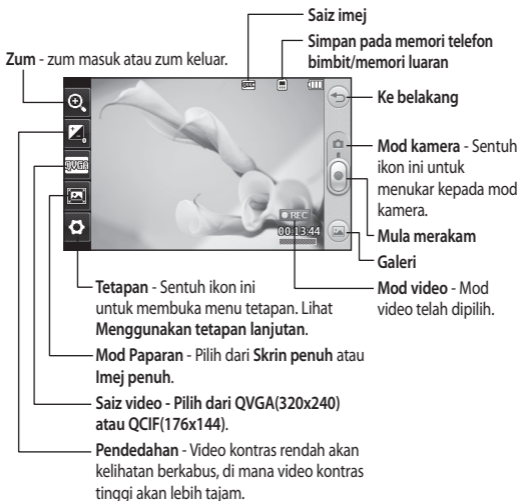 Saiz imej
Simpan pada memori telefon
bimbit/memori luaran
Zum - zum masuk atau zum keluar.
Ke belakang
Mod kamera - Sentuh
ikon ini untuk
menukar kepada mod
kamera.
Mula merakam
Galeri
Mod video - Mod
video telah dipilih.
QVGA
REC
00:13:44
Tetapan - Sentuh ikon ini
untuk membuka menu tetapan. Lihat
Menggunakan tetapan lanjutan.
Mod Paparan - Pilih dari Skrin penuh atau
Imej penuh.
Saiz video - Pilih dari QVGA(320x240)
atau QCIF(176x144).
Pendedahan - Video kontras rendah akan
kelihatan berkabus, di mana video kontras
tinggi akan lebih tajam.